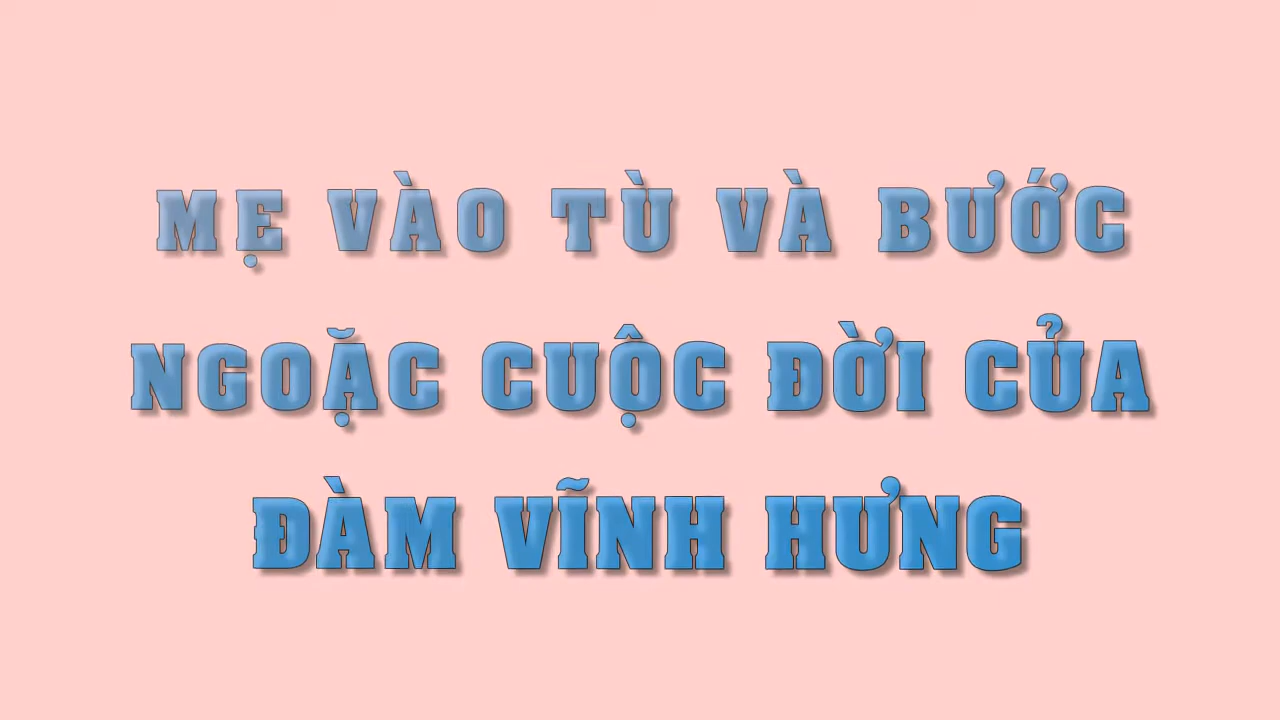 MẸ VÀO TÙ VÀ BƯỚC
NGOẶC CUỘC ĐỜI CỦA
ĐÀM VĨNH HƯNG